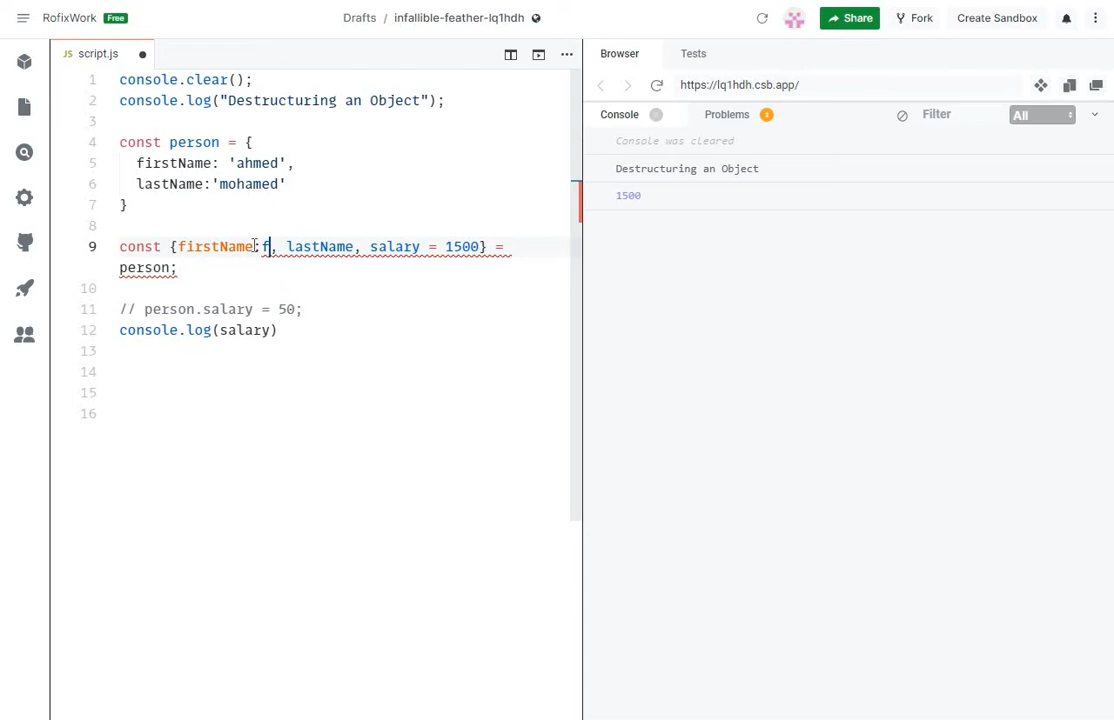 RofixWork Free
Drafts / infallible-feather-lq1hdh
Share
Fork
Create Sandbox
JS script.js
1 console.clear();
2 console.log("Destructuring an Object");
3
4 const person = {
5 firstName: 'ahmed',
6 lastName:'mohamed'
7 }
8
9 const {firstName:f, lastName, salary = 1500} =
person;
10
11 // person.salary = 50;
12 console.log(salary)
13
14
15
16
Browser Tests
https://lq1hdh.csb.app/
Console Problems Filter All
Console was cleared
Destructuring an Object
1500